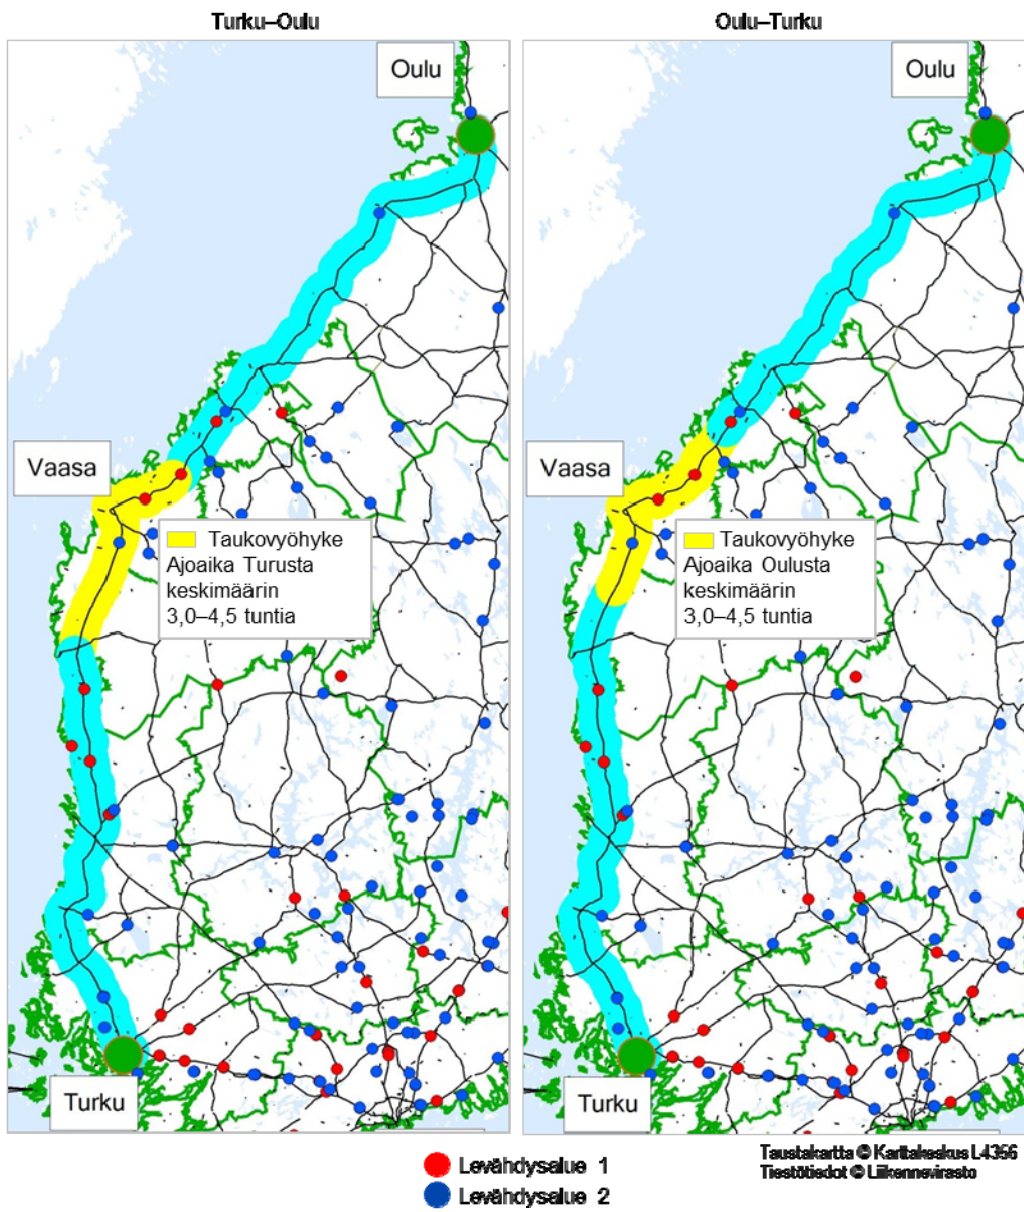 Turku–Oulu
Oulu
Vaasa
Taukovyöhyke
Ajoaika Turusta
keskimäärin
3,0–4,5 tuntia
Turku
Oulu–Turku
Oulu
Vaasa
Taukovyöhyke
Ajoaika Oulusta
keskimäärin
3,0–4,5 tuntia
Turku
Levähdysalue 1
Levähdysalue 2
Taustakartta © Karttakeskus L4356
Tiestötiedot © Liikennevirasto